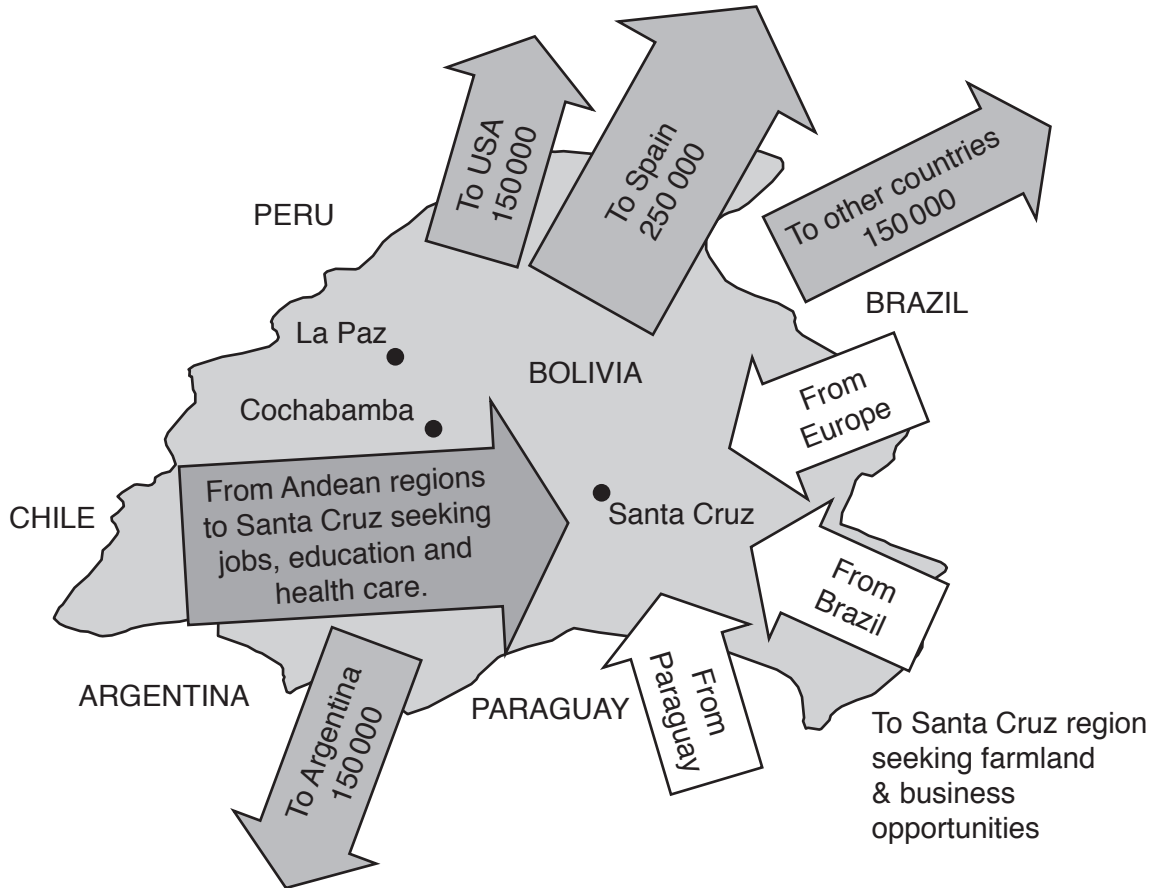 To USA
150 000
To Spain
250 000
To other countries
150 000
PERU
BRAZIL
La Paz
BOLIVIA
From
Europe
Cochabamba
From Andean regions
to Santa Cruz seeking
jobs, education and
health care.
CHILE
Santa Cruz
From
Brazil
ARGENTINA
To Argentina
150 000
PARAGUAY
From
Paraguay
To Santa Cruz region
seeking farmland
& business
opportunities